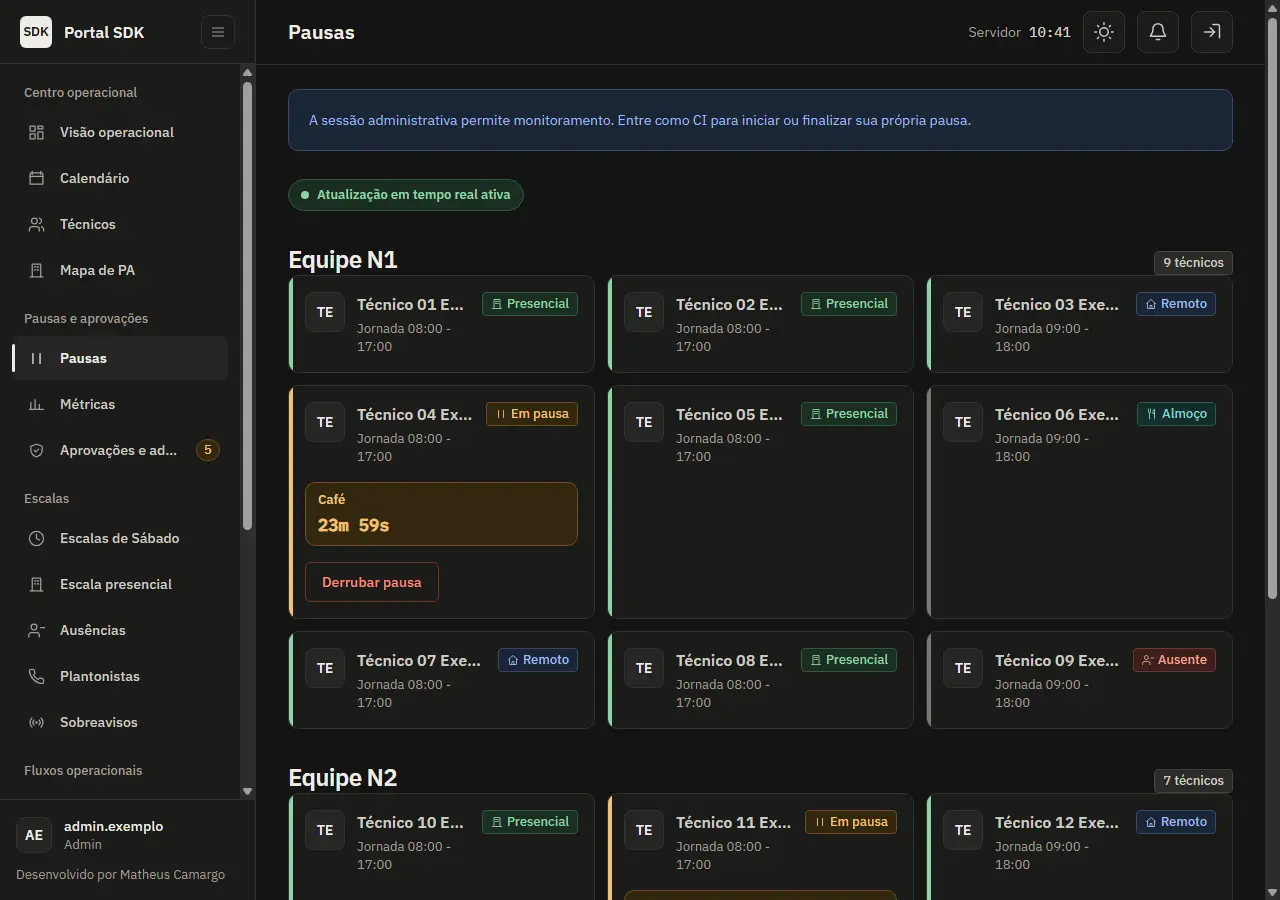 SDK
Portal SDK
Centro operacional
Visão operacional
Calendário
Técnicos
Mapa de PA
Pausas e aprovações
Pausas
Métricas
Aprovações e ad... 5
Escalas
Escalas de Sábado
Escala presencial
Ausências
Plantonistas
Sobreavisos
Fluxos operacionais
AE
admin.exemplo
Admin
Desenvolvido por Matheus Camargo
Pausas
Servidor 10:41
A sessão administrativa permite monitoramento. Entre como CI para iniciar ou finalizar sua própria pausa.
Atualização em tempo real ativa
Equipe N1
9 técnicos
TE
Técnico 01 E...
Presencial
Jornada 08:00 -
17:00
TE
Técnico 02 E...
Presencial
Jornada 08:00 -
17:00
TE
Técnico 03 Exe...
Remoto
Jornada 09:00 -
18:00
TE
Técnico 04 Ex...
Em pausa
Jornada 08:00 -
17:00
Café
23m 59s
Derrubar pausa
TE
Técnico 05 E...
Presencial
Jornada 08:00 -
17:00
TE
Técnico 06 Exe...
Almoço
Jornada 09:00 -
18:00
TE
Técnico 07 Exe...
Remoto
Jornada 08:00 -
17:00
TE
Técnico 08 E...
Presencial
Jornada 08:00 -
17:00
TE
Técnico 09 Exe...
Ausente
Jornada 09:00 -
18:00
Equipe N2
7 técnicos
TE
Técnico 10 E...
Presencial
Jornada 08:00 -
17:00
TE
Técnico 11 Ex...
Em pausa
Jornada 08:00 -
17:00
TE
Técnico 12 Exe...
Remoto
Jornada 09:00 -
18:00